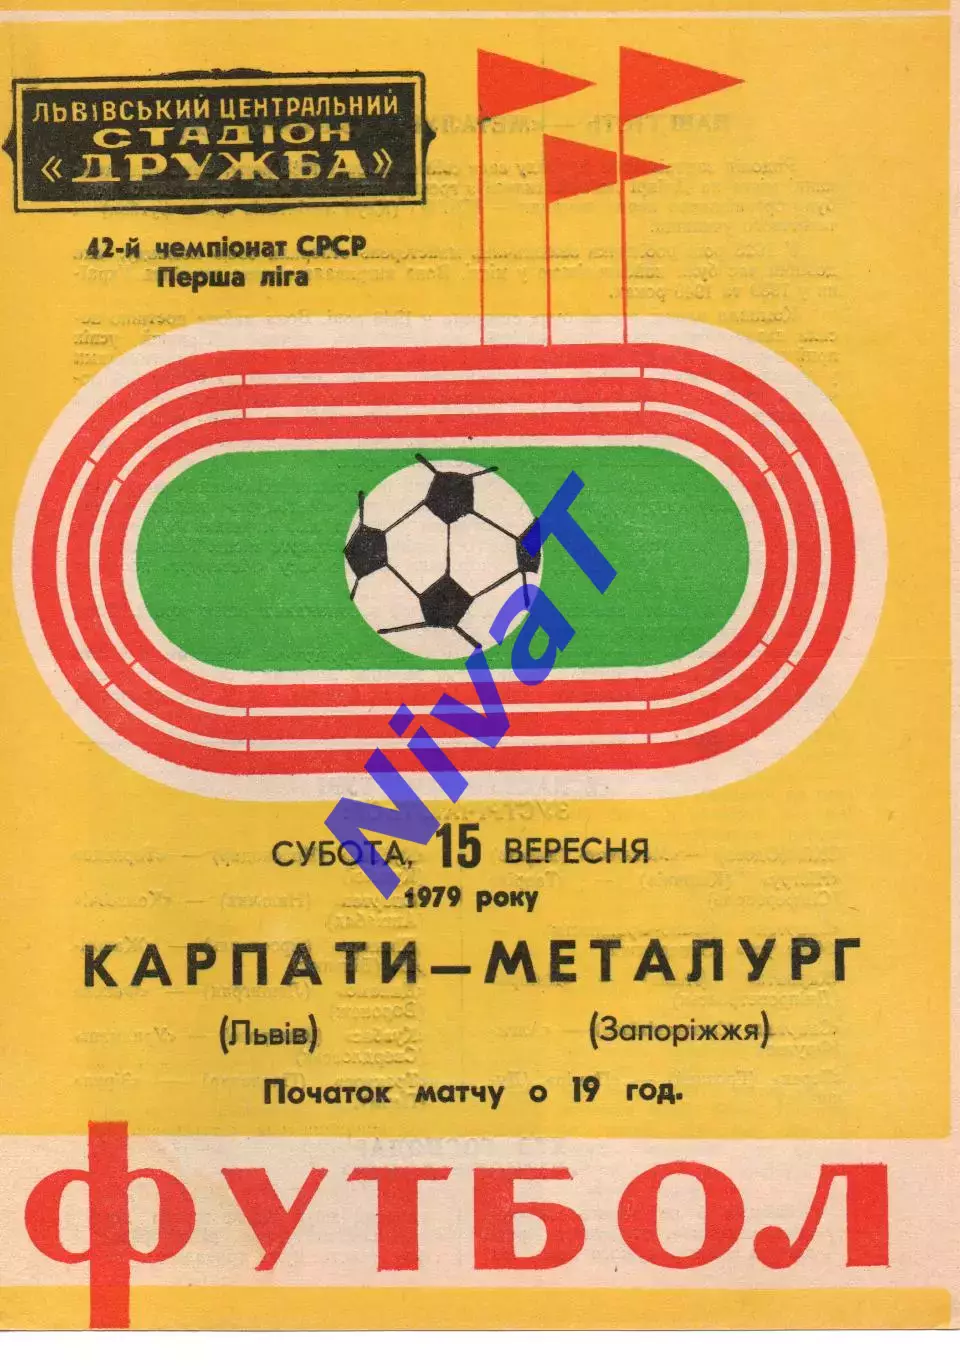 ЛЬВІВСЬКИЙ ЦЕНТРАЛЬНИЙ
СТАДІОН
«ДРУЖБА»
42-й чемпіонат СРСР
Перша ліга
NivaT
СУБОТА, 15 ВЕРЕСНЯ
1979 року
КАРПАТИ—МЕТАЛУРГ
(Львів) (Запоріжжя)
Початок матчу о 19 год.
ФУТБОЛ